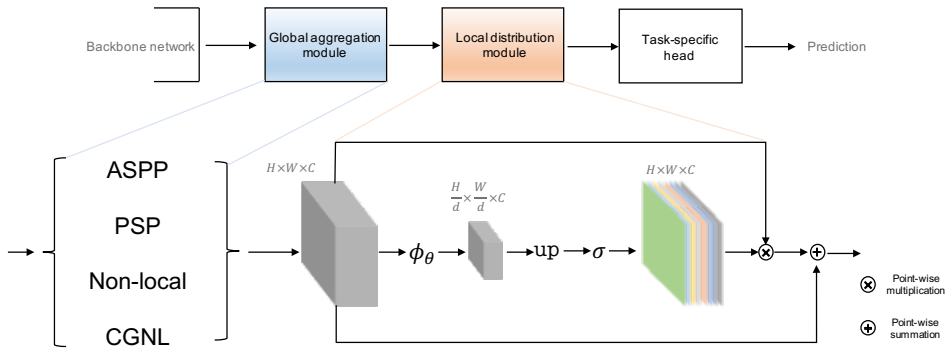 Backbone network
Global aggregation
module
Local distribution
module
Task-specific
head
Prediction
ASPP
PSP
Non-local
CGNL
H×W×C
ϕθ
H/d × W/d × C
up
σ
H×W×C
Point-wise
multiplication
Point-wise
summation